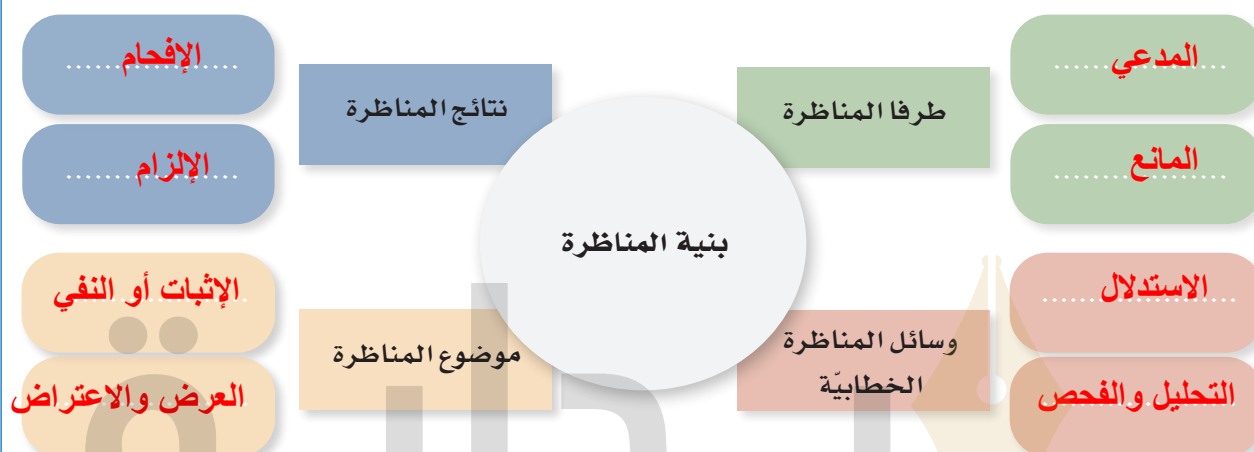 بنية المناظرة
طرفا المناظرة
المدعي
المانع
وسائل المناظرة
الخطابيّة
الاستدلال
التحليل والفحص
نتائج المناظرة
الإفحام
الإلزام
موضوع المناظرة
الإثبات أو النفي
العرض والاعتراض